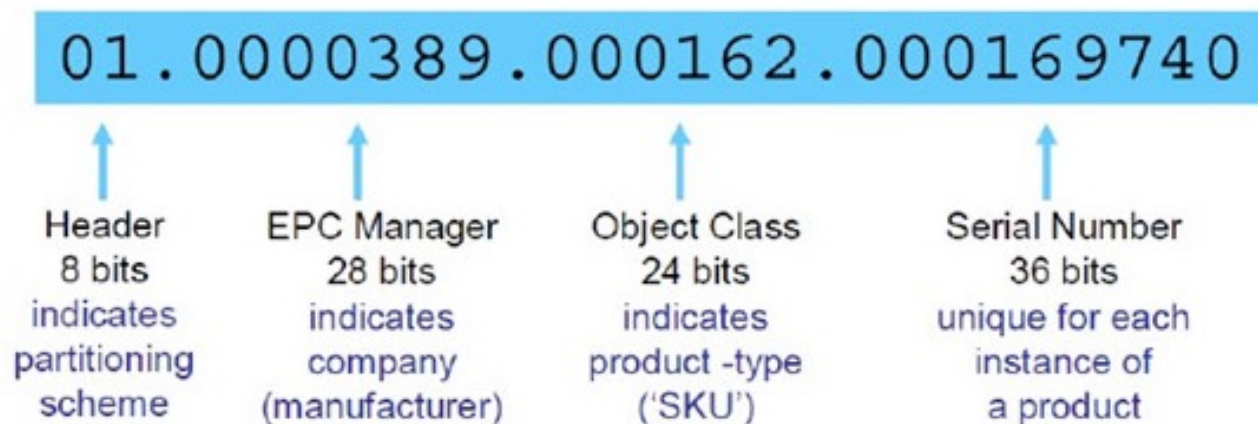 01.0000389.000162.000169740
Header
8 bits
indicates
partitioning
scheme
EPC Manager
28 bits
indicates
company
(manufacturer)
Object Class
24 bits
indicates
product -type
(‘SKU’)
Serial Number
36 bits
unique for each
instance of
a product